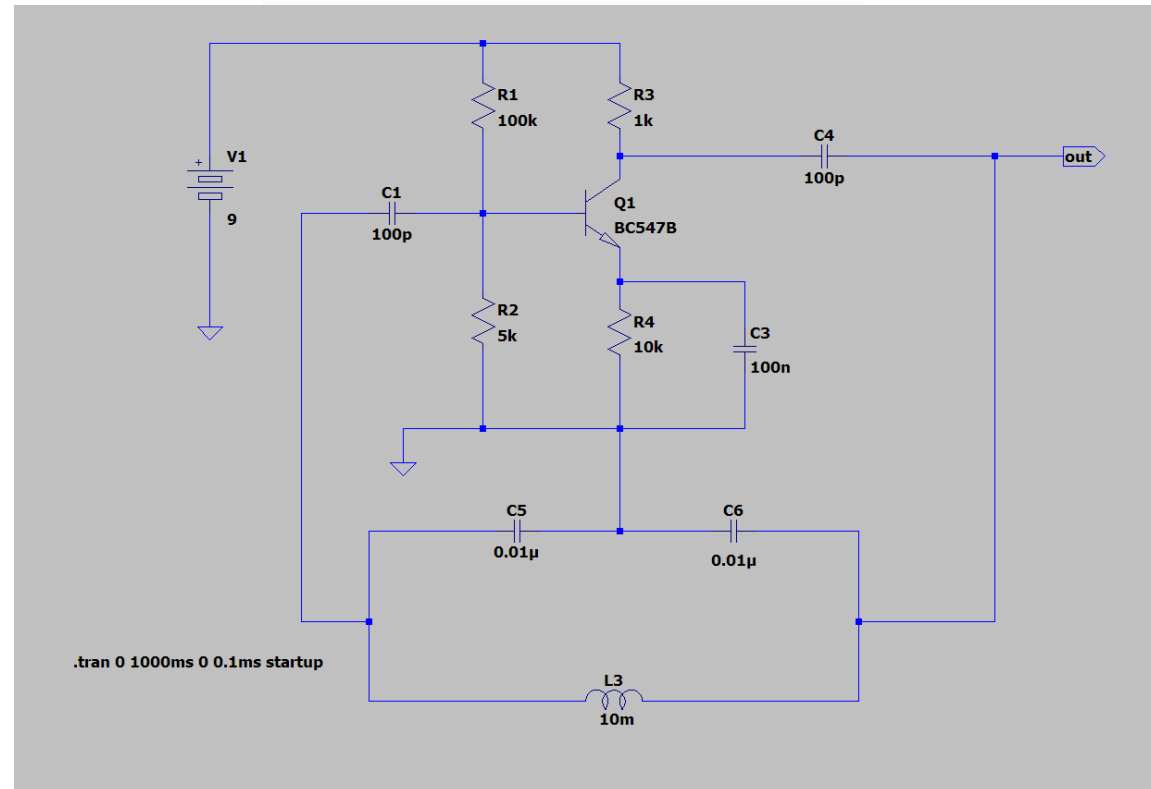 R1
100k
R3
1k
C4
100p
out
+
V1
9
C1
100p
Q1
BC547B
R2
5k
R4
10k
C3
100n
C5
0.01µ
C6
0.01µ
.tran 0 1000ms 0 0.1ms startup
L3
10m